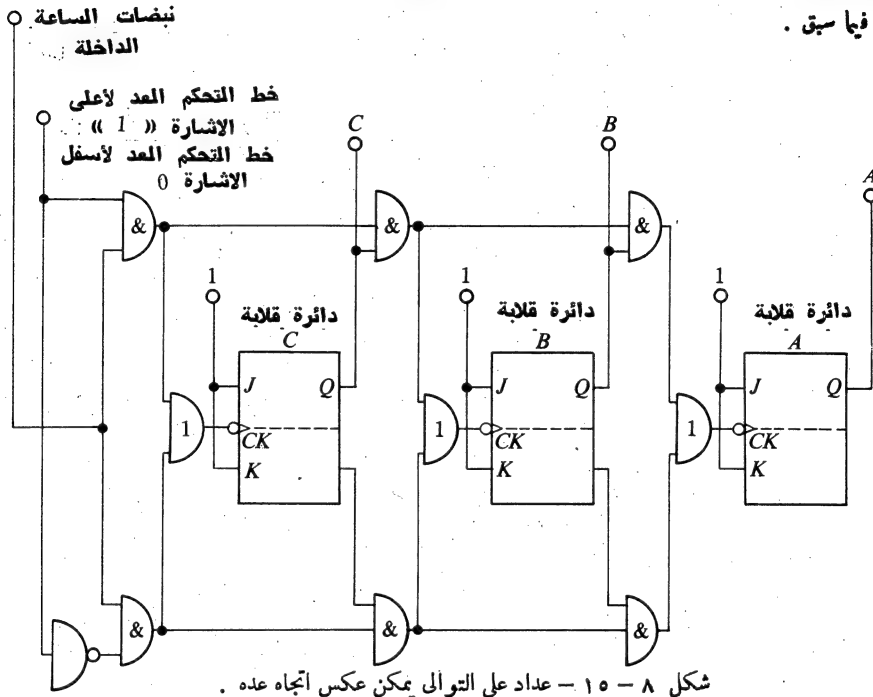 فيما سبق .
نبضات الساعة
الداخلة
خط التحكم العد لأعلى
الاشارة « 1 »
خط التحكم العد لأسفل
الاشارة 0
C
B
A
& & &
1 1 1
دائرة قلابة
C
دائرة قلابة
B
دائرة قلابة
A
J Q
J Q
J Q
1 CK
1 CK
1 CK
K
K
K
& & &
شكل ٨ – ١٥ – عداد على التوالى يمكن عكس اتجاه عده .